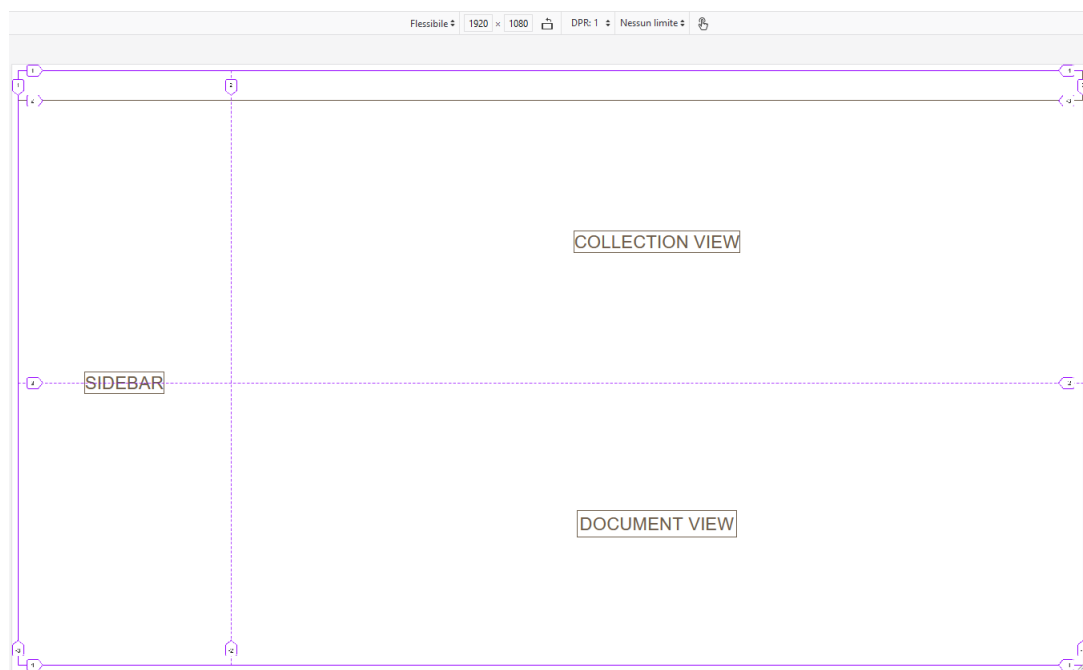 Flessibile 1920 × 1080 DPR: 1 Nessun limite
COLLECTION VIEW
SIDEBAR
DOCUMENT VIEW